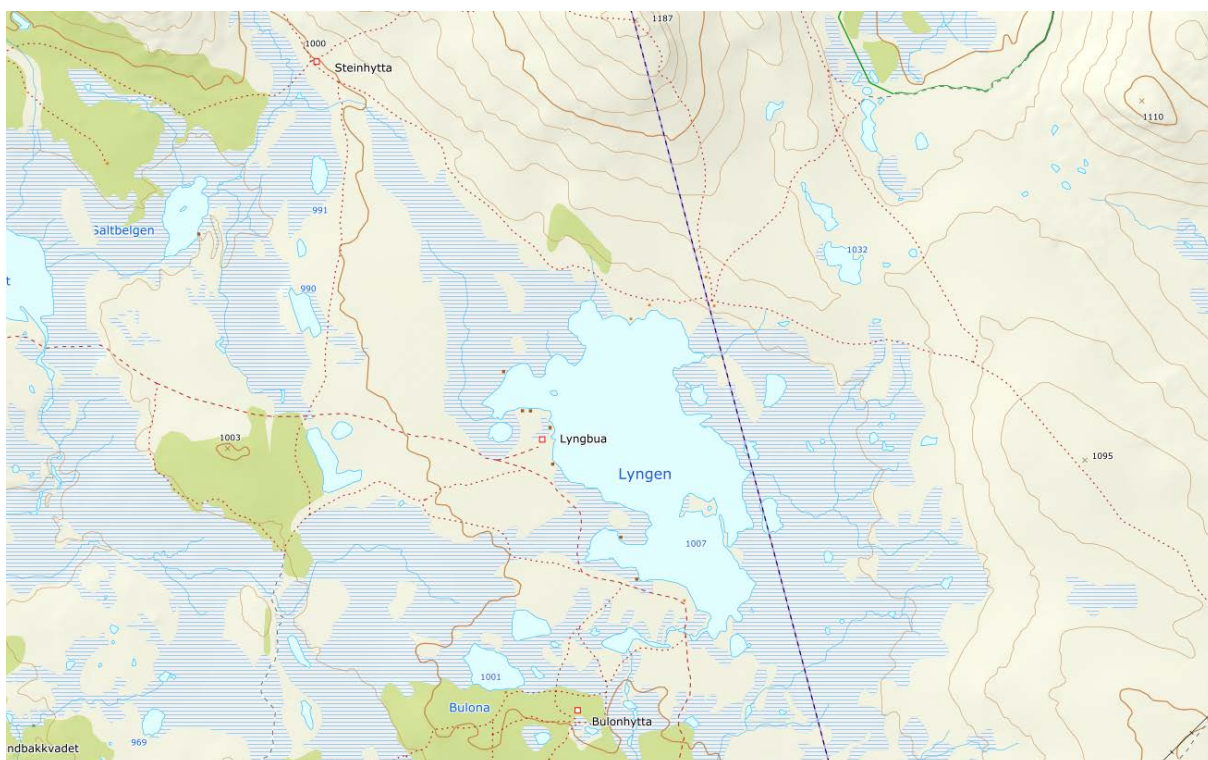 1187
1000
Steinhytta
1110
991
Saltbelgen
1032
t
990
1003
Lyngbua
1095
Lyngen
1007
1001
Bulona
Bulonhytta
969
ndbakkvadet